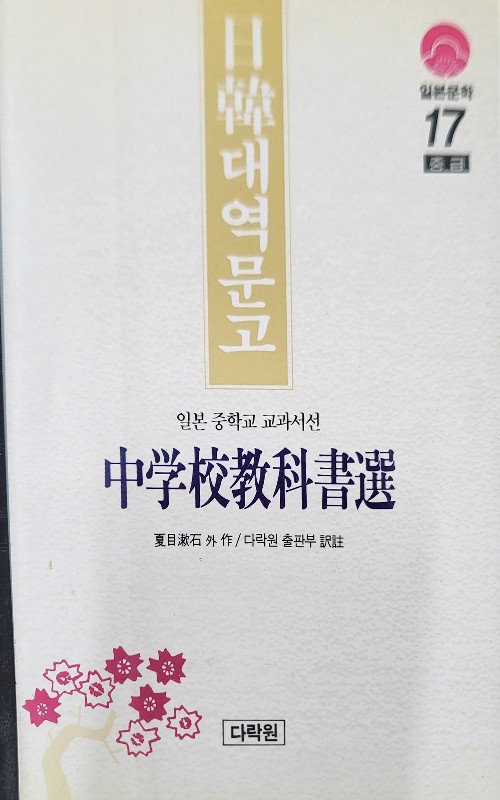 日韓대역문고
일본문학
17
중급
일본 중학교 교과서선
中学校教科書選
夏目漱石 外 作/다락원 출판부 訳註
다락원